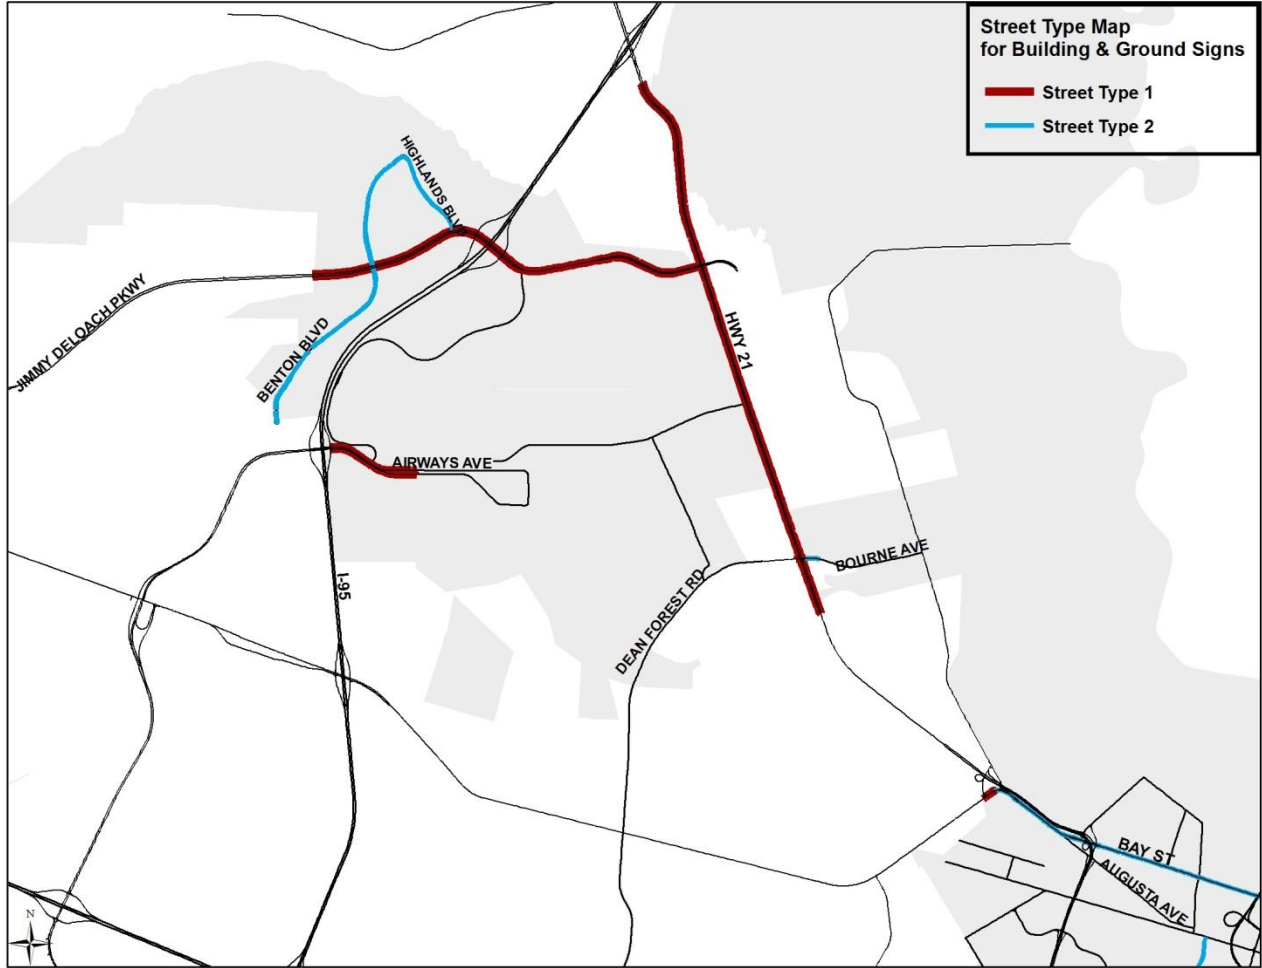 Street Type Map
for Building & Ground Signs
Street Type 1
Street Type 2
HIGHLANDS BLVD
JIMMY DELOACH PKWY
BENTON BLVD
HWY 21
AIRWAYS AVE
BOURNE AVE
I-95
DEAN FOREST RD
BAY ST
AUGUSTA AVE
N